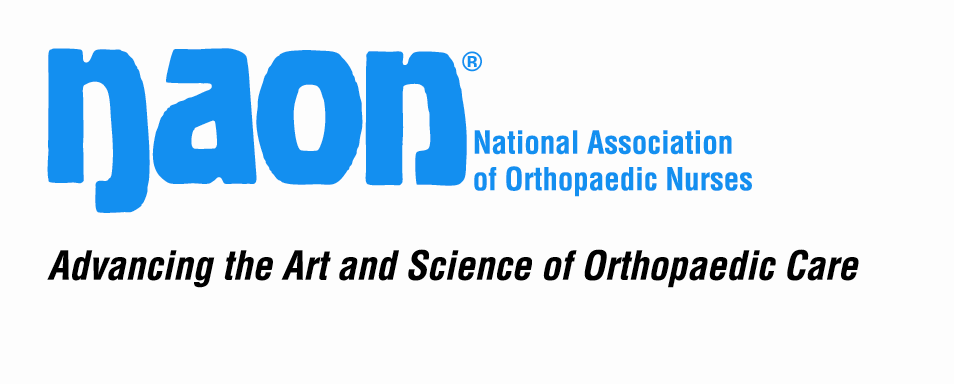 naon®
National Association
of Orthopaedic Nurses
Advancing the Art and Science of Orthopaedic Care